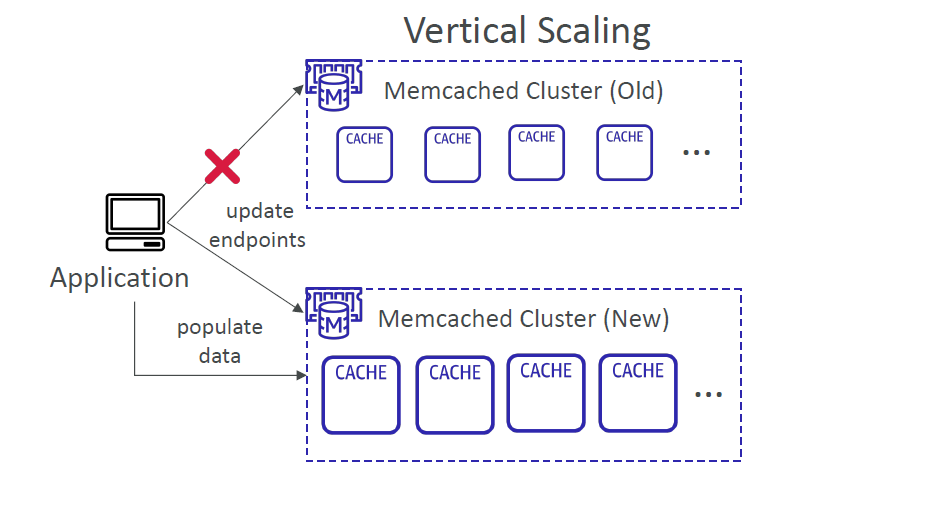 Vertical Scaling
M
Memcached Cluster (Old)
CACHE
CACHE
CACHE
CACHE
...
update
endpoints
Application
M
Memcached Cluster (New)
populate
data
CACHE
CACHE
CACHE
CACHE
...